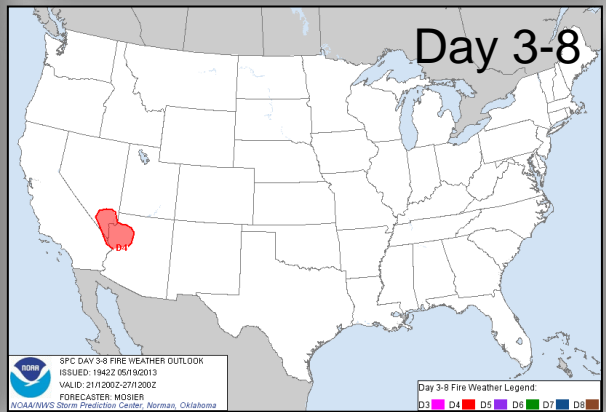 Day 3-8
D4
NOAA
SPC DAY 3-8 FIRE WEATHER OUTLOOK
ISSUED: 1942Z 05/19/2013
VALID: 21/1200Z-27/1200Z
FORECASTER: MOSIER
NOAA/NWS Storm Prediction Center, Norman, Oklahoma
Day 3-8 Fire Weather Legend:
D3 D4 D5 D6 D7 D8